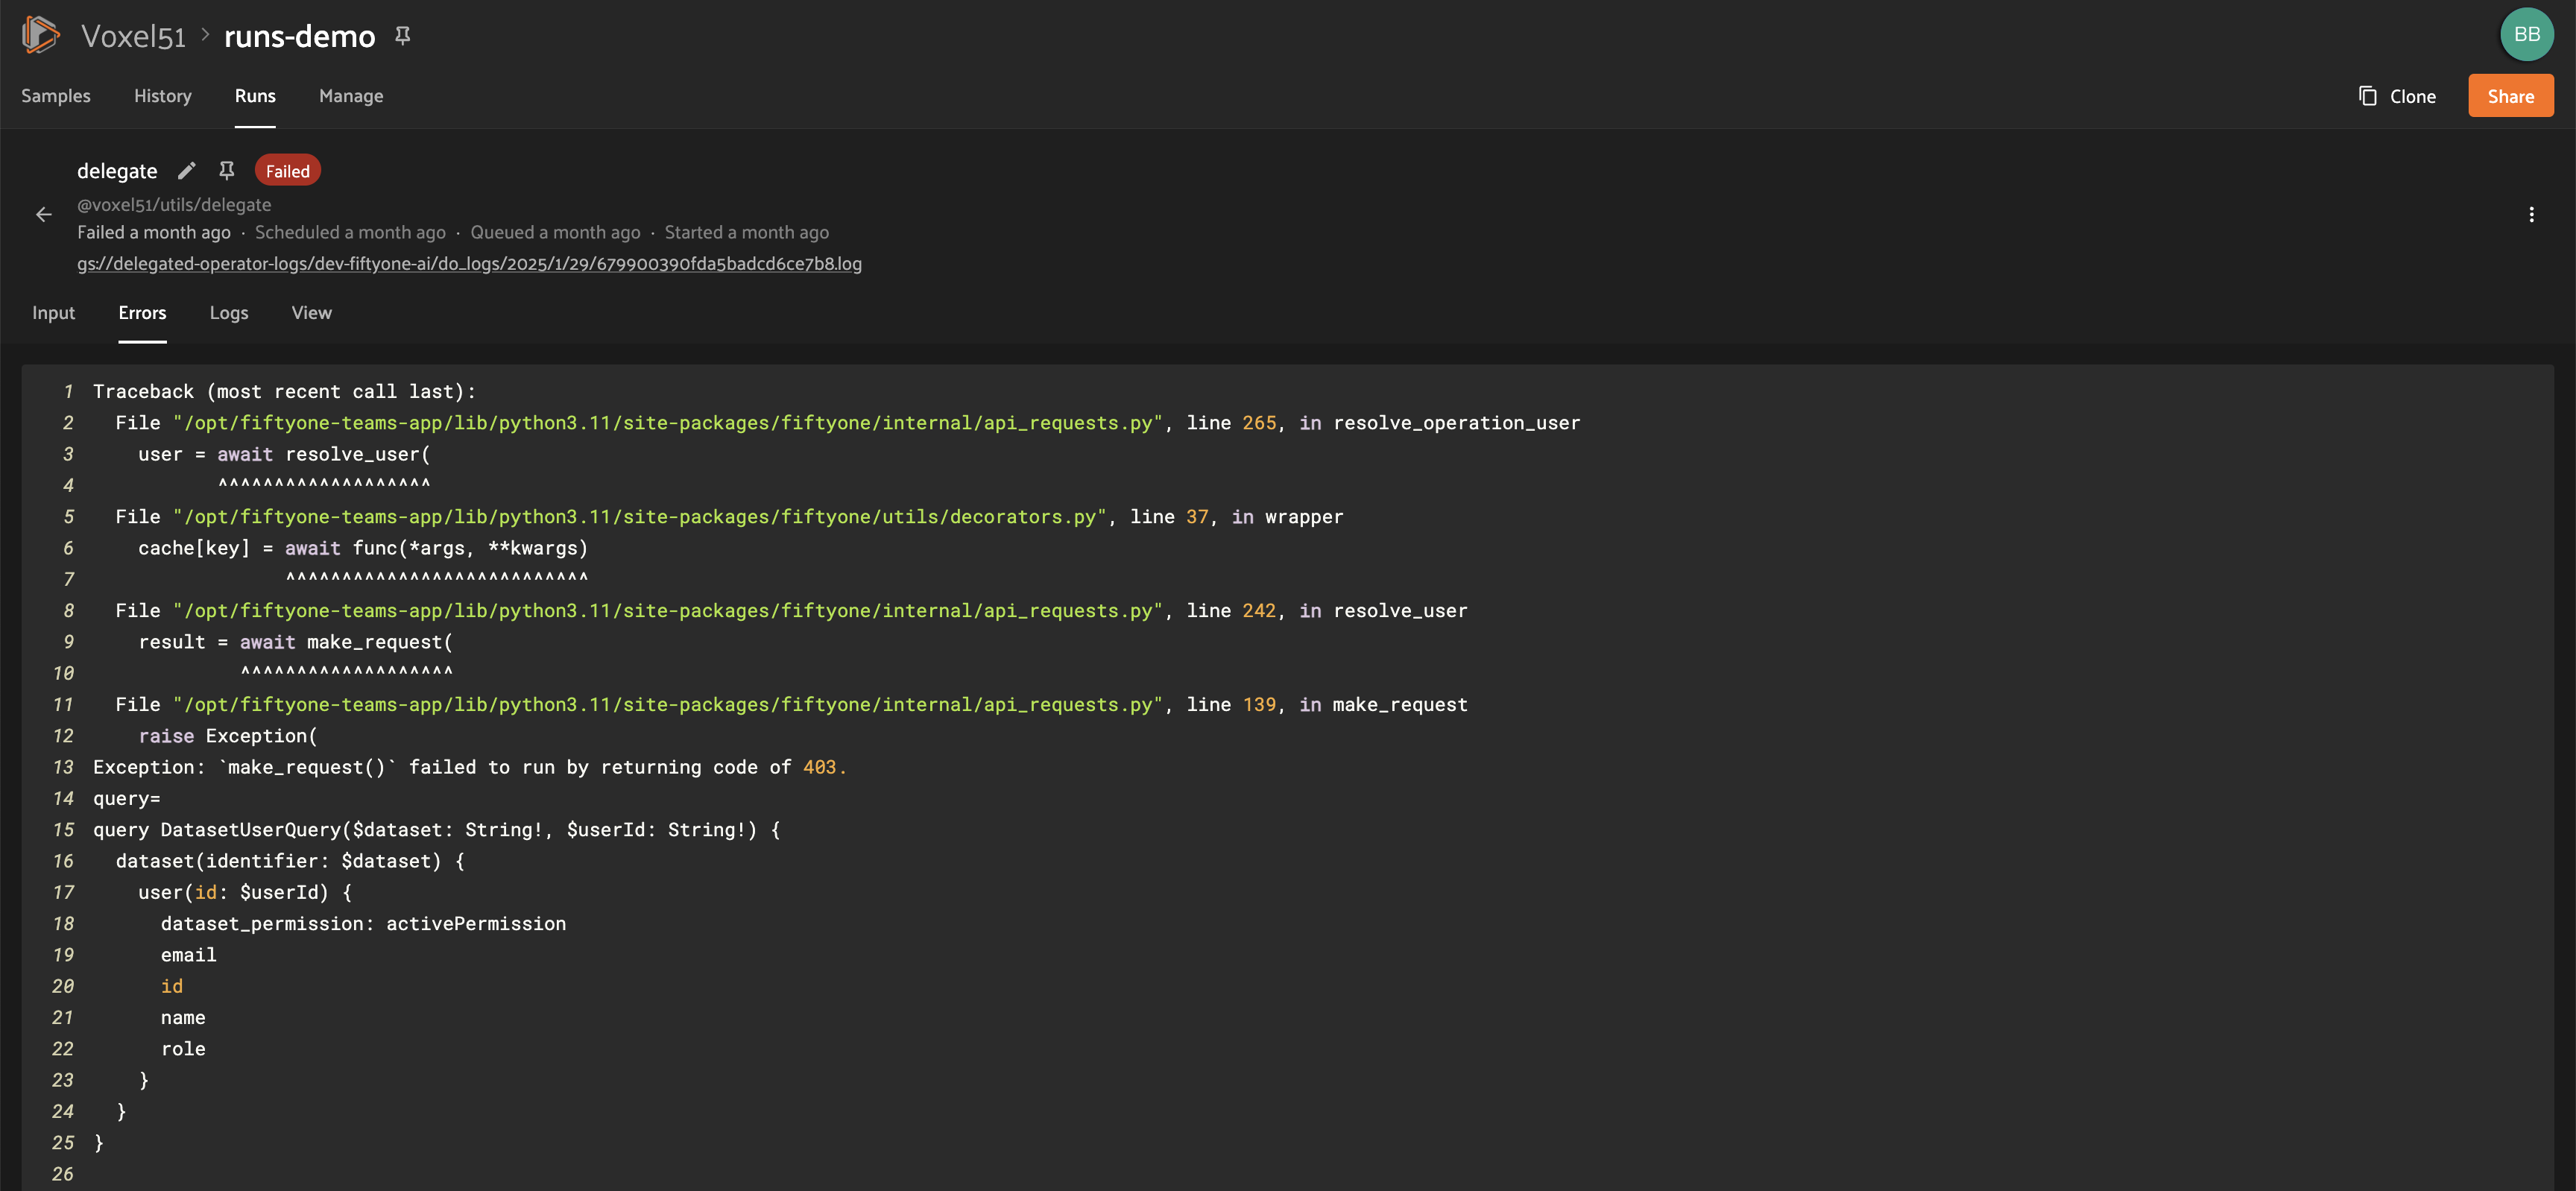 Voxel51 > runs-demo
BB
Samples History Runs Manage
Clone Share
delegate Failed
@voxel51/utils/delegate
Failed a month ago · Scheduled a month ago · Queued a month ago · Started a month ago
gs://delegated-operator-logs/dev-fiftyone-ai/do_logs/2025/1/29/679900390fda5badcd6ce7b8.log
Input Errors Logs View
1 Traceback (most recent call last):
2   File "/opt/fiftyone-teams-app/lib/python3.11/site-packages/fiftyone/internal/api_requests.py", line 265, in resolve_operation_user
3     user = await resolve_user(
4            ^^^^^^^^^^^^^^^^^^^
5   File "/opt/fiftyone-teams-app/lib/python3.11/site-packages/fiftyone/utils/decorators.py", line 37, in wrapper
6     cache[key] = await func(*args, **kwargs)
7                  ^^^^^^^^^^^^^^^^^^^^^^^^^^^
8   File "/opt/fiftyone-teams-app/lib/python3.11/site-packages/fiftyone/internal/api_requests.py", line 242, in resolve_user
9     result = await make_request(
10              ^^^^^^^^^^^^^^^^^^^
11   File "/opt/fiftyone-teams-app/lib/python3.11/site-packages/fiftyone/internal/api_requests.py", line 139, in make_request
12     raise Exception(
13 Exception: `make_request()` failed to run by returning code of 403.
14 query=
15 query DatasetUserQuery($dataset: String!, $userId: String!) {
16   dataset(identifier: $dataset) {
17     user(id: $userId) {
18       dataset_permission: activePermission
19       email
20       id
21       name
22       role
23     }
24   }
25 }
26